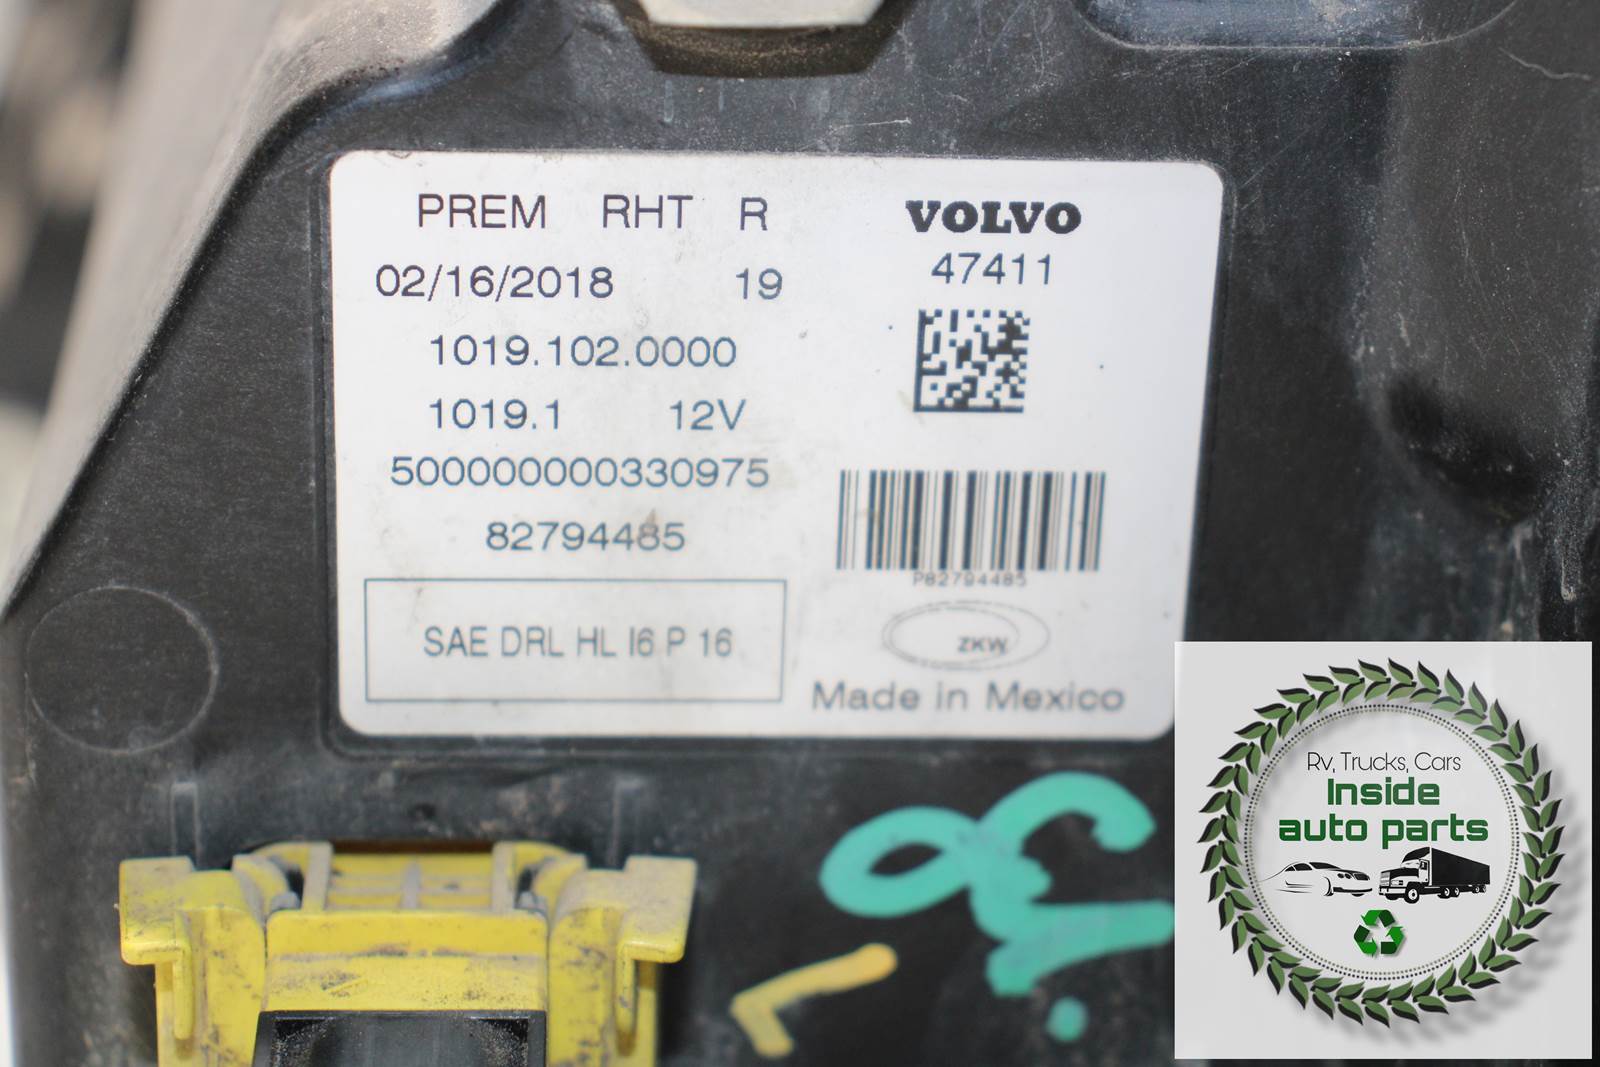 PREM RHT R
02/16/2018 19
1019.102.0000
1019.1 12V
500000000330975
82794485
SAE DRL HL I6 P 16
VOLVO
47411
P82794485
ZKW
Made in Mexico
Rv, Trucks, Cars
Inside
auto parts